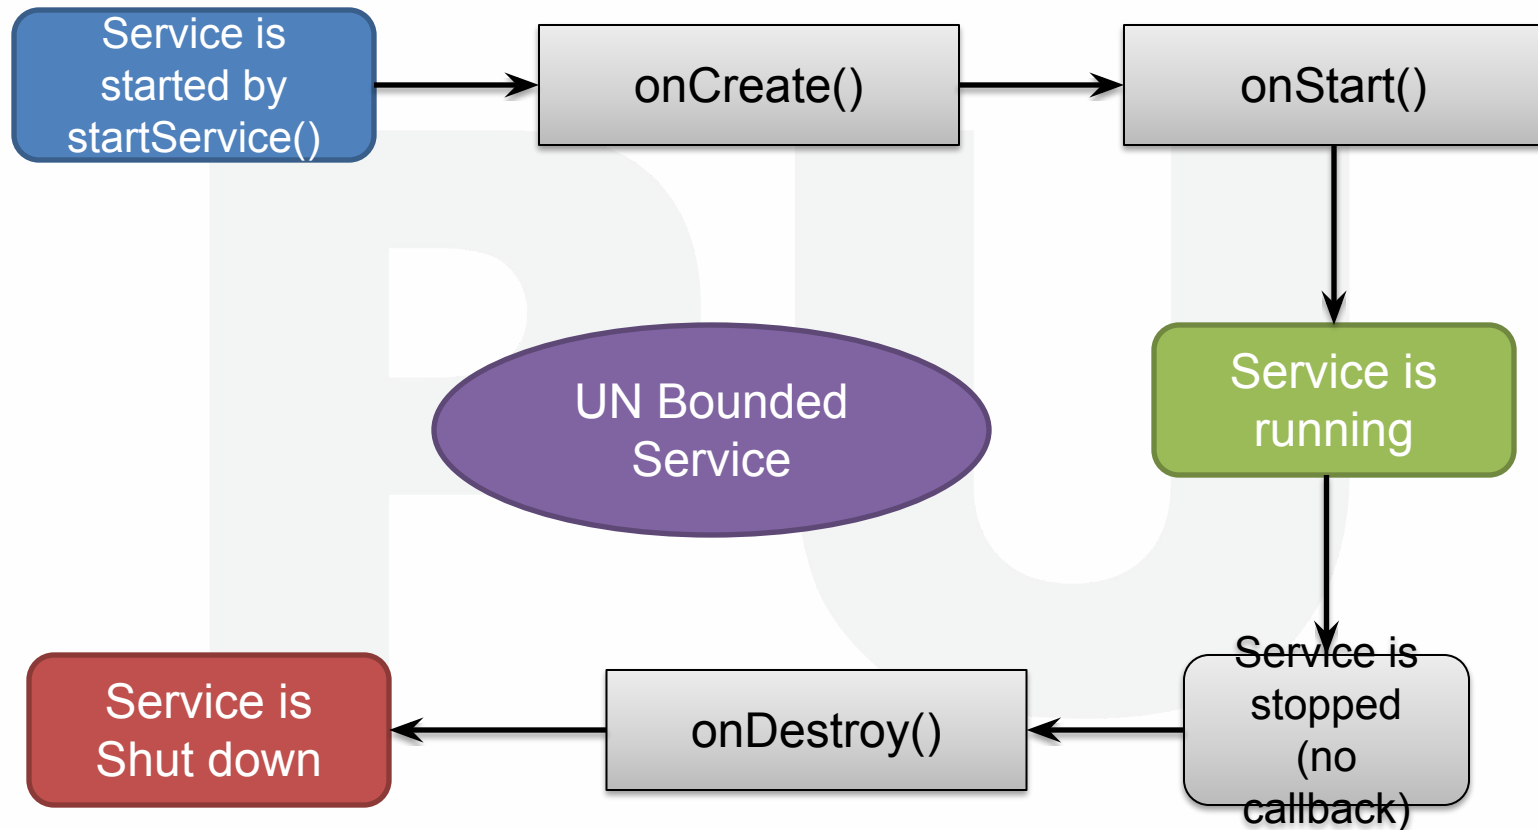 Service is
started by
startService()
onCreate()
onStart()
Service is
running
UN Bounded
Service
Service is
stopped
(no
callback)
onDestroy()
Service is
Shut down
PU